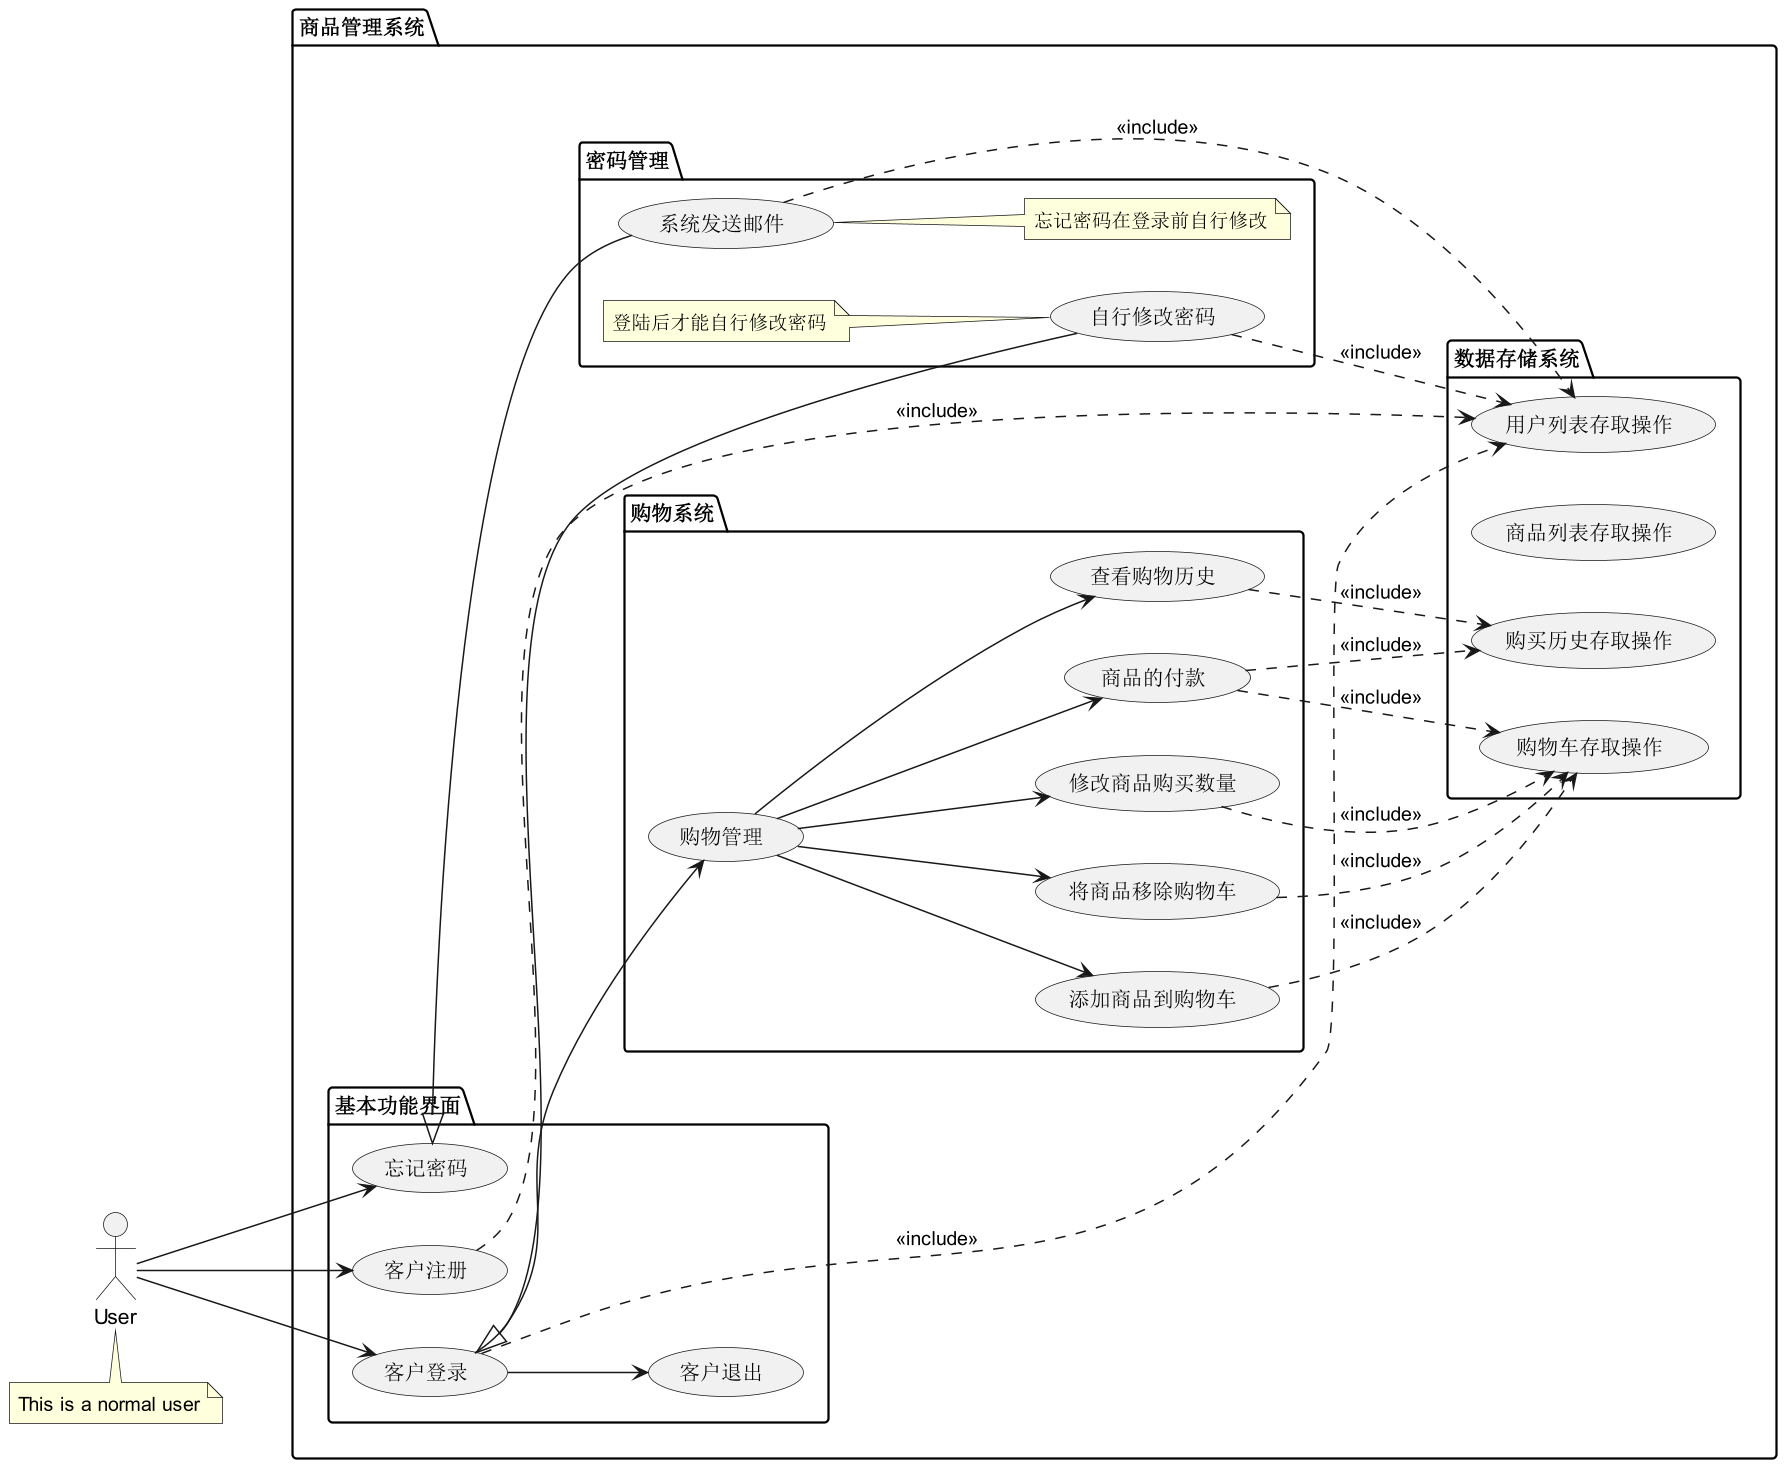 商品管理系统
«include»
密码管理
系统发送邮件
忘记密码在登录前自行修改
登陆后才能自行修改密码
自行修改密码
«include»
数据存储系统
«include»
用户列表存取操作
购物系统
商品列表存取操作
查看购物历史
«include»
购买历史存取操作
«include»
商品的付款
«include»
购物车存取操作
修改商品购买数量
«include»
购物管理
«include»
将商品移除购物车
«include»
添加商品到购物车
基本功能界面
忘记密码
«include»
客户注册
User
客户登录
客户退出
This is a normal user